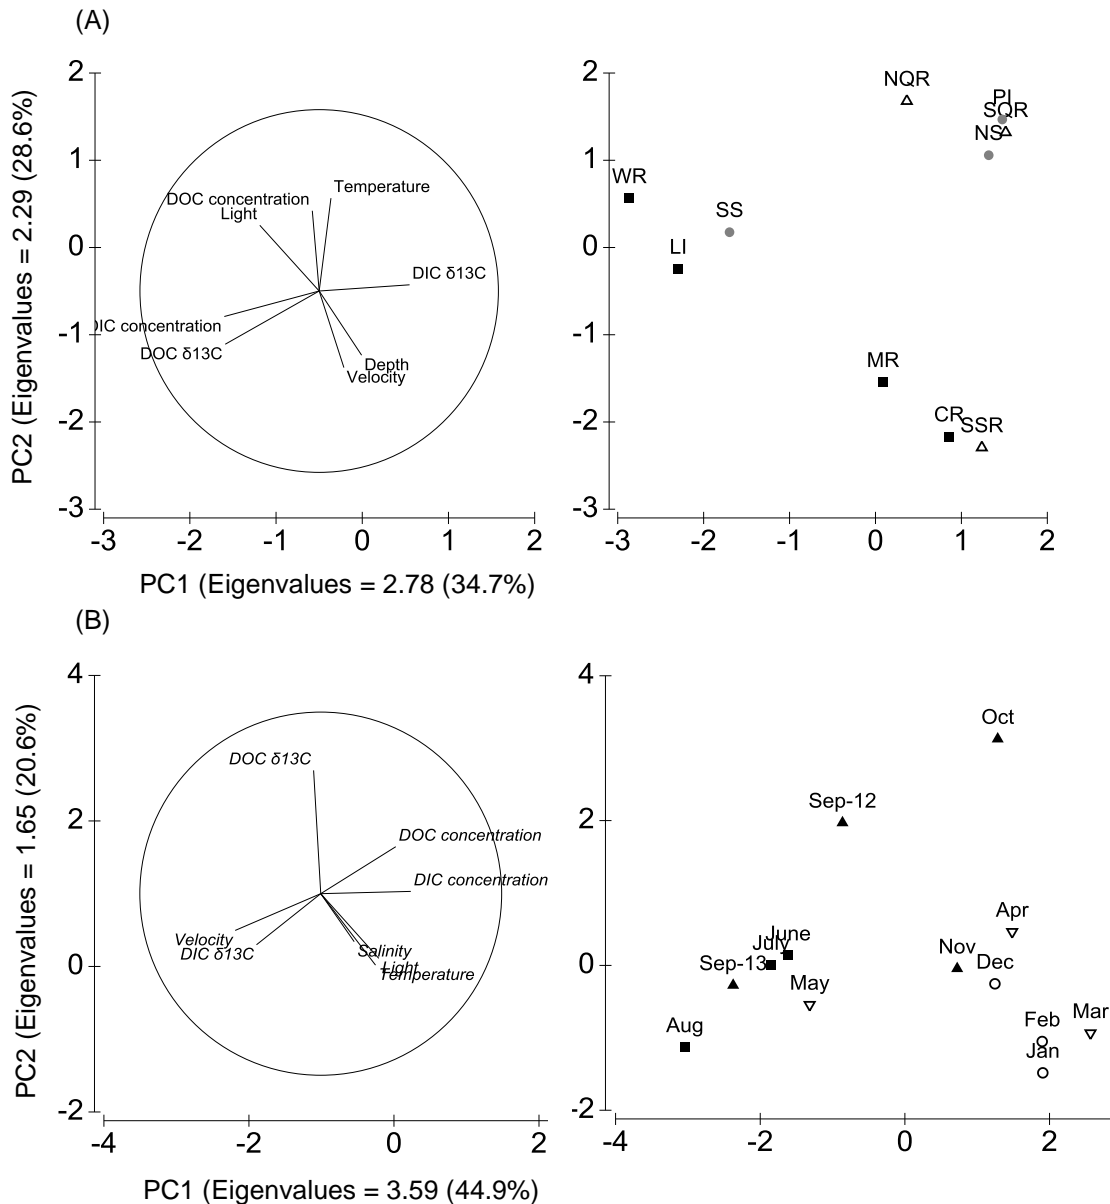 (A)
PC2 (Eigenvalues = 2.29 (28.6%)
2
1
0
-1
-2
-3
Temperature
DOC concentration
Light
DIC δ13C
DIC concentration
DOC δ13C
Depth
Velocity
-3 -2 -1 0 1 2
PC1 (Eigenvalues = 2.78 (34.7%)
2
1
0
-1
-2
-3
NQR
PI
SQR
NS
WR
SS
LI
MR
CR
SSR
-3 -2 -1 0 1 2
(B)
PC2 (Eigenvalues = 1.65 (20.6%)
4
2
0
-2
DOC δ13C
DOC concentration
DIC concentration
Velocity
DIC δ13C
Salinity
Light
Temperature
-4 -2 0 2
PC1 (Eigenvalues = 3.59 (44.9%)
4
2
0
-2
Oct
Sep-12
Apr
June
July
Nov
Sep-13
Dec
May
Aug
Feb
Mar
Jan
-4 -2 0 2